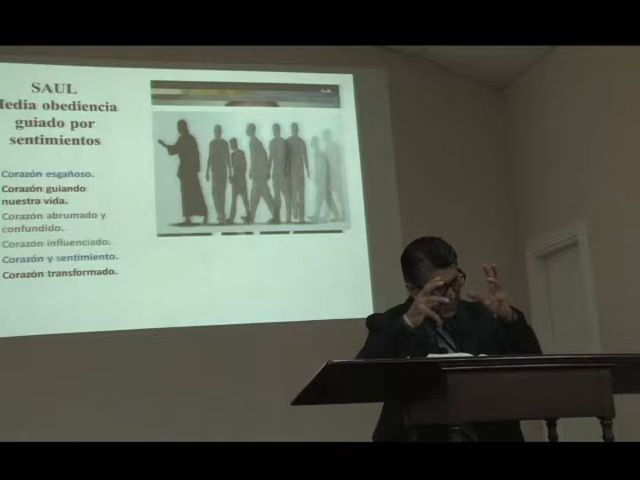 SAUL
Media obediencia
guiado por
sentimientos
Corazón esgañoso.
Corazón guiando
nuestra vida.
Corazón abrumado y
confundido.
Corazón influenciado.
Corazón y sentimiento.
Corazón transformado.